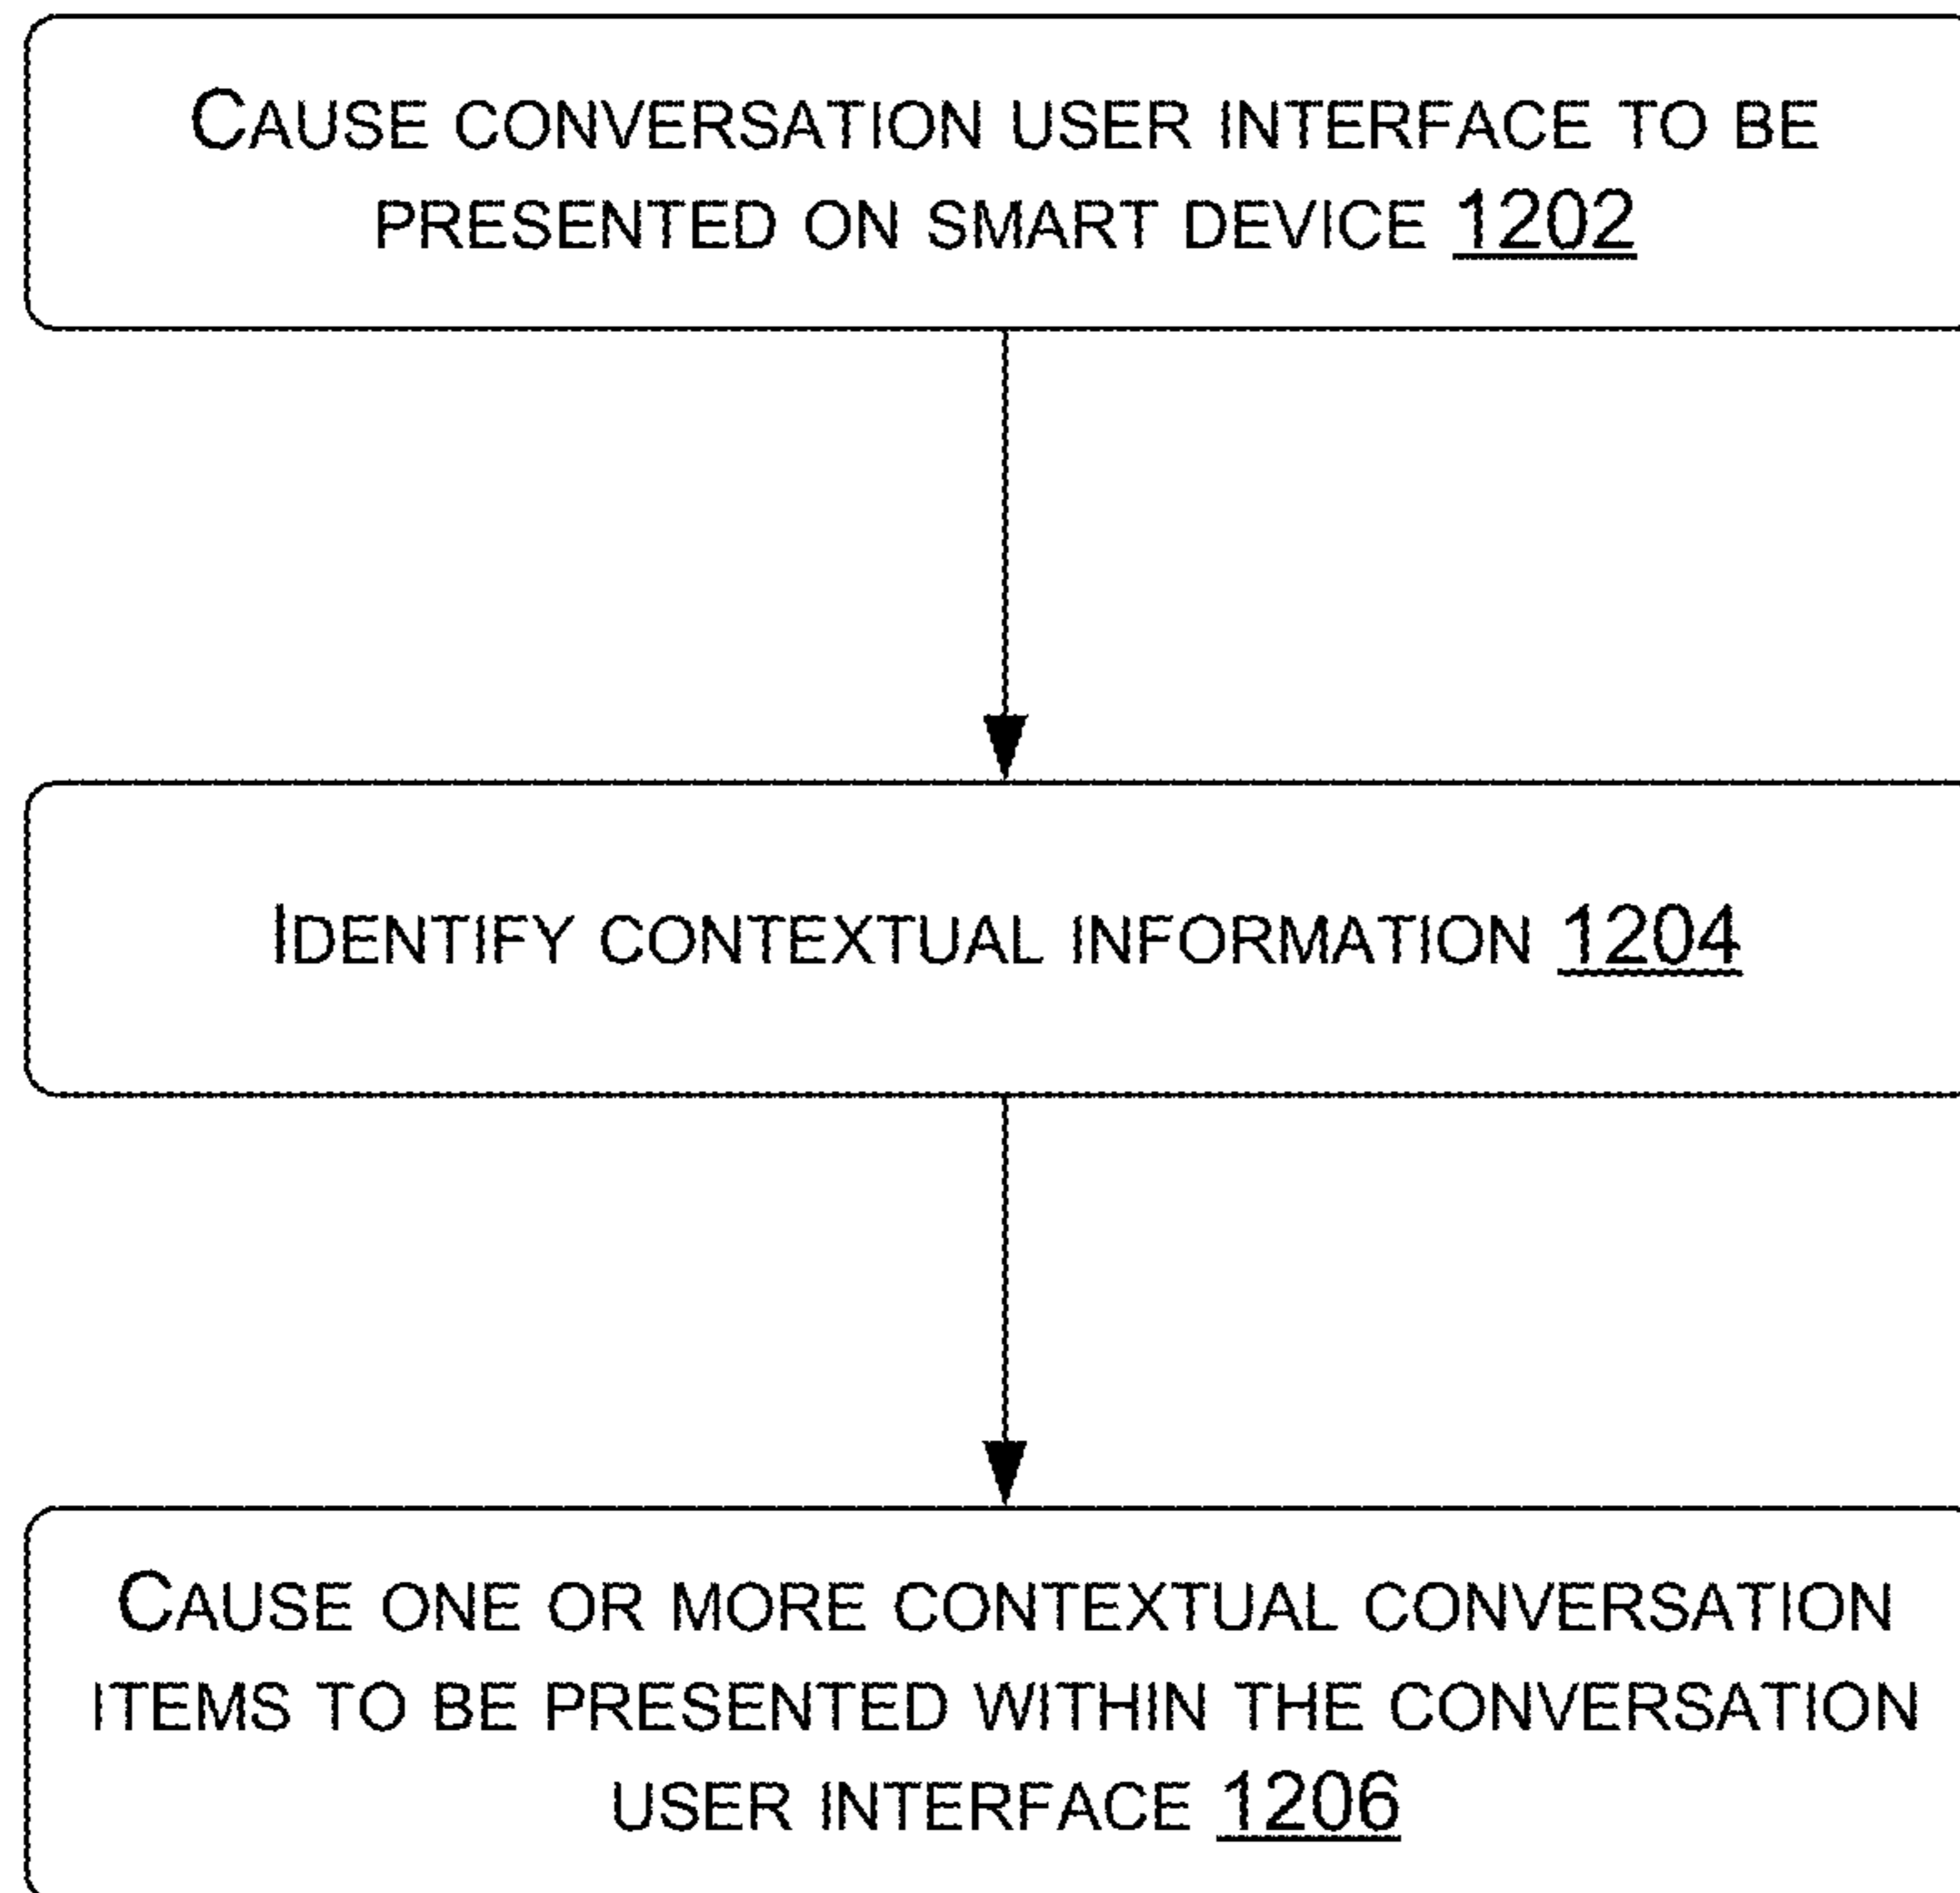 CAUSE CONVERSATION USER INTERFACE TO BE
PRESENTED ON SMART DEVICE 1202
IDENTIFY CONTEXTUAL INFORMATION 1204
CAUSE ONE OR MORE CONTEXTUAL CONVERSATION
ITEMS TO BE PRESENTED WITHIN THE CONVERSATION
USER INTERFACE 1206